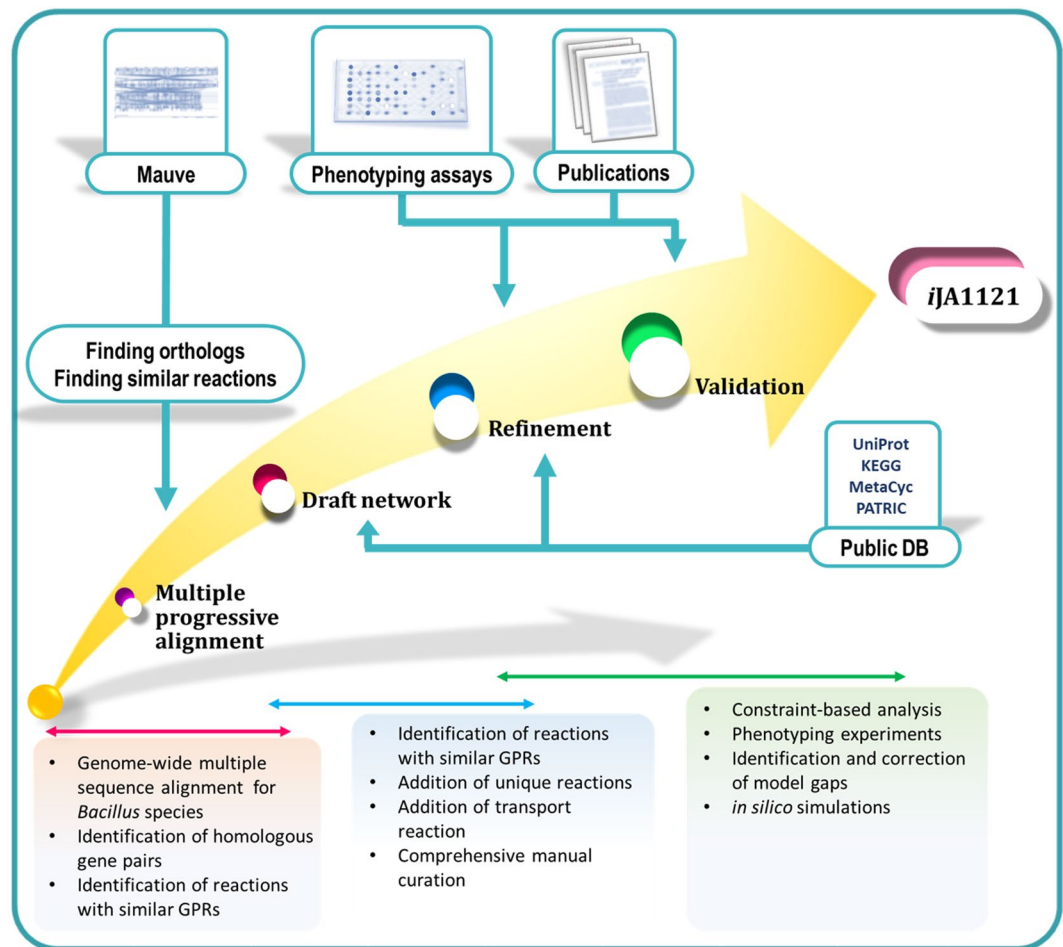 Mauve
Phenotyping assays
Publications
iJA1121
Finding orthologs
Finding similar reactions
Validation
Refinement
UniProt
KEGG
MetaCyc
PATRIC
Draft network
Public DB
Multiple
progressive
alignment
• Genome-wide multiple
sequence alignment for
Bacillus species
• Identification of homologous
gene pairs
• Identification of reactions
with similar GPRs
• Identification of reactions
with similar GPRs
• Addition of unique reactions
• Addition of transport
reaction
• Comprehensive manual
curation
• Constraint-based analysis
• Phenotyping experiments
• Identification and correction
of model gaps
• in silico simulations